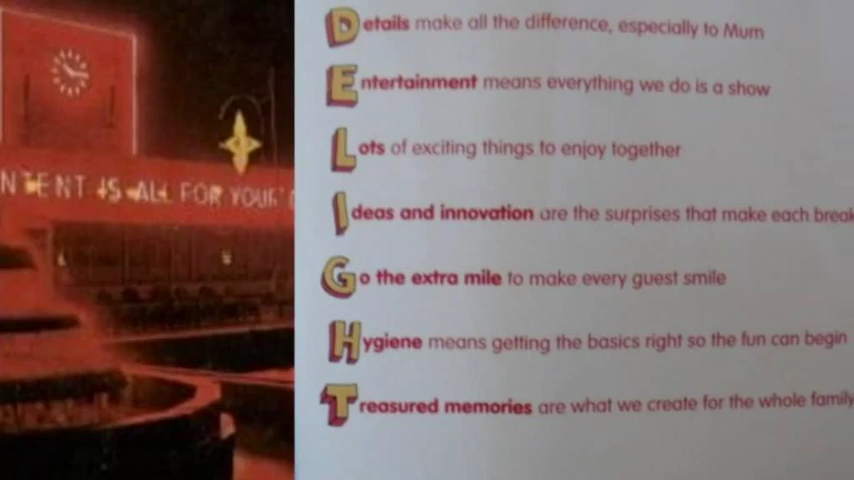 NTENT IS ALL FOR YOUR
Details make all the difference, especially to Mum
Entertainment means everything we do is a show
Lots of exciting things to enjoy together
Ideas and innovation are the surprises that make each break
Go the extra mile to make every guest smile
Hygiene means getting the basics right so the fun can begin
Treasured memories are what we create for the whole family